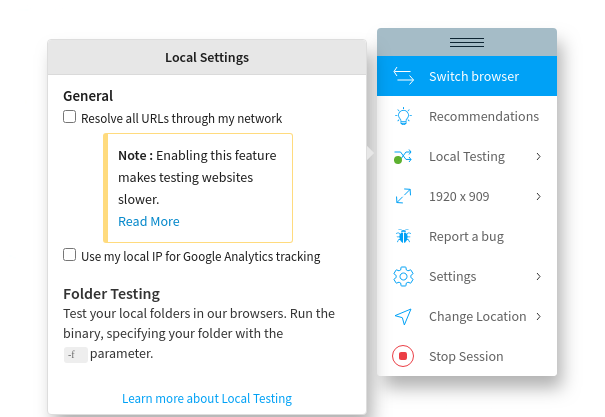 Local Settings
General
Resolve all URLs through my network
Note : Enabling this feature
makes testing websites
slower.
Read More
Use my local IP for Google Analytics tracking
Folder Testing
Test your local folders in our browsers. Run the
binary, specifying your folder with the
-f parameter.
Learn more about Local Testing
Switch browser
Recommendations
Local Testing
1920 x 909
Report a bug
Settings
Change Location
Stop Session